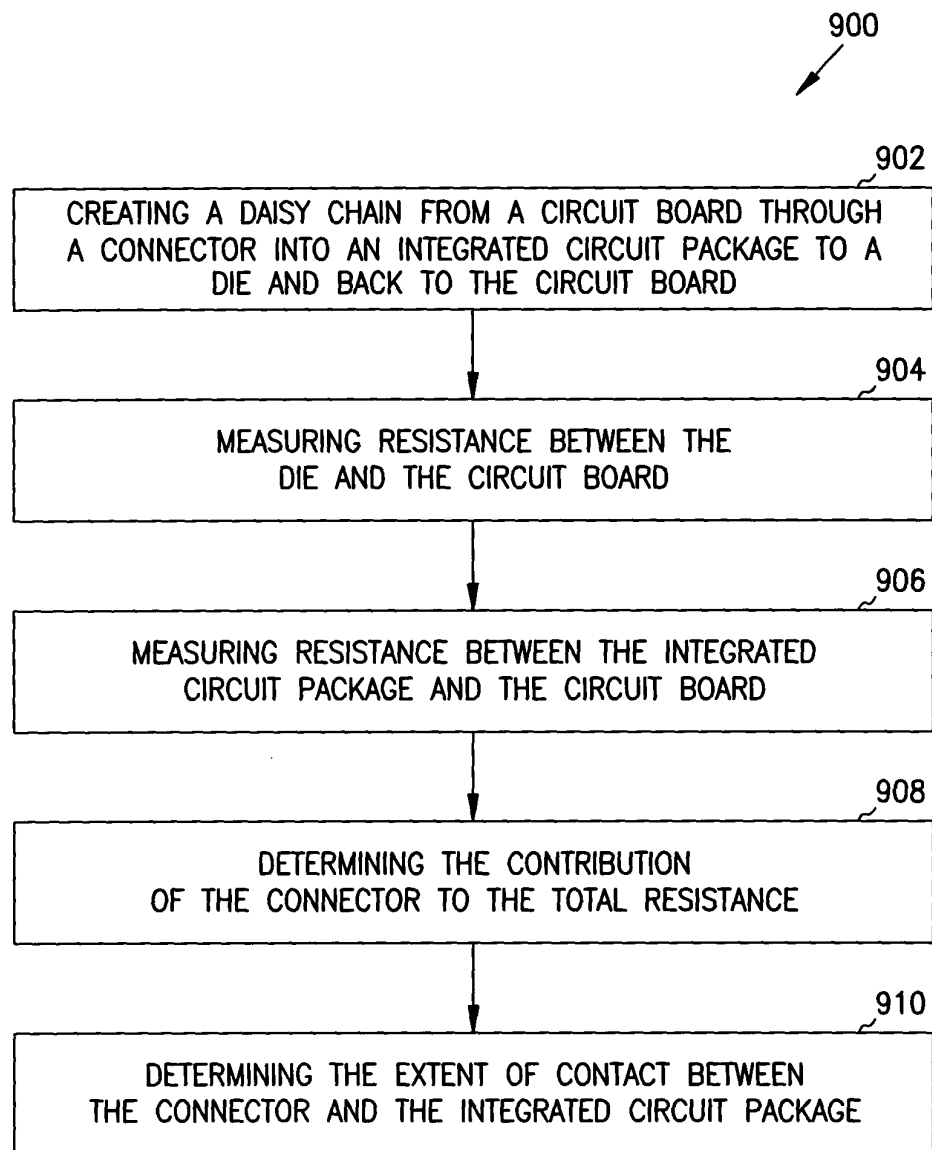 900
902
CREATING A DAISY CHAIN FROM A CIRCUIT BOARD THROUGH
A CONNECTOR INTO AN INTEGRATED CIRCUIT PACKAGE TO A
DIE AND BACK TO THE CIRCUIT BOARD
904
MEASURING RESISTANCE BETWEEN THE
DIE AND THE CIRCUIT BOARD
906
MEASURING RESISTANCE BETWEEN THE INTEGRATED
CIRCUIT PACKAGE AND THE CIRCUIT BOARD
908
DETERMINING THE CONTRIBUTION
OF THE CONNECTOR TO THE TOTAL RESISTANCE
910
DETERMINING THE EXTENT OF CONTACT BETWEEN
THE CONNECTOR AND THE INTEGRATED CIRCUIT PACKAGE